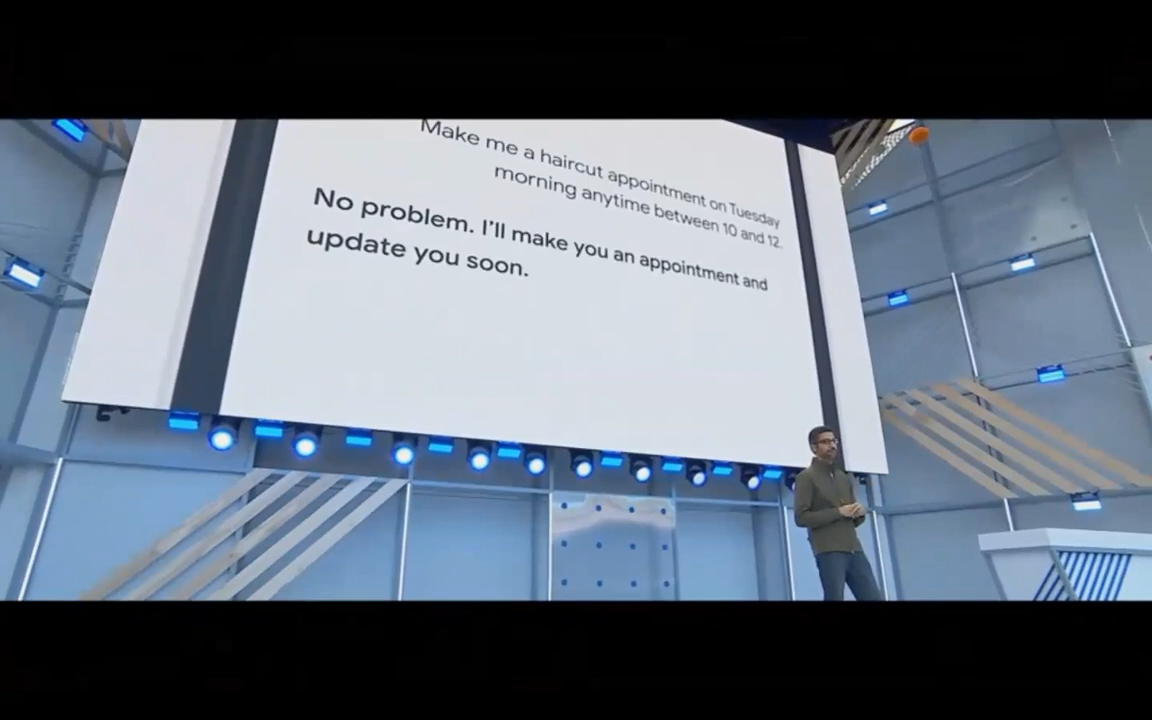 Make me a haircut appointment on Tuesday
morning anytime between 10 and 12.
No problem. I'll make you an appointment and
update you soon.